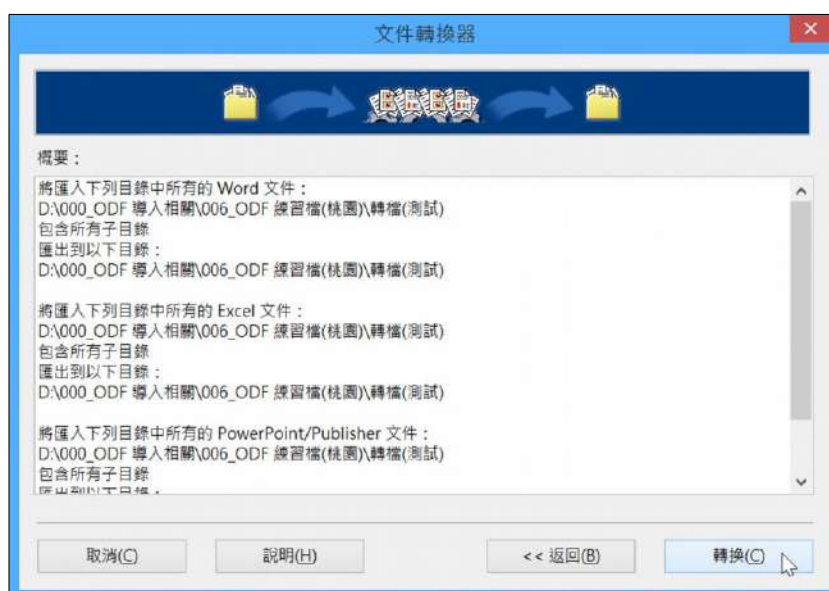 文件轉換器
概要：
將匯入下列目錄中所有的 Word 文件：
D:\000_ODF 導入相關\006_ODF 練習檔(桃園)\轉檔(測試)
包含所有子目錄
匯出到以下目錄：
D:\000_ODF 導入相關\006_ODF 練習檔(桃園)\轉檔(測試)
將匯入下列目錄中所有的 Excel 文件：
D:\000_ODF 導入相關\006_ODF 練習檔(桃園)\轉檔(測試)
包含所有子目錄
匯出到以下目錄：
D:\000_ODF 導入相關\006_ODF 練習檔(桃園)\轉檔(測試)
將匯入下列目錄中所有的 PowerPoint/Publisher 文件：
D:\000_ODF 導入相關\006_ODF 練習檔(桃園)\轉檔(測試)
包含所有子目錄
匯出到以下目錄：
取消(C)
說明(H)
<< 返回(B)
轉換(C)